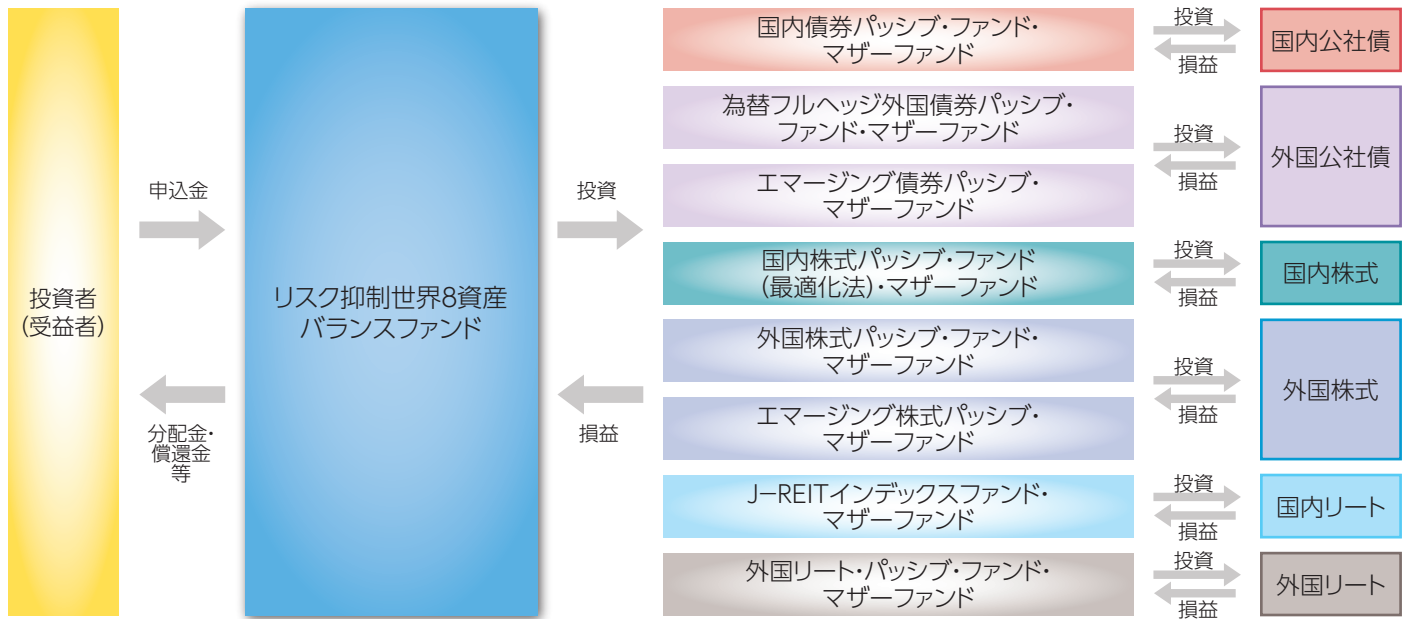 投資者
(受益者)
申込金
分配金・
償還金
等
リスク抑制世界8資産
バランスファンド
投資
損益
国内債券パッシブ・ファンド・
マザーファンド
投資
損益
国内公社債
為替フルヘッジ外国債券パッシブ・
ファンド・マザーファンド
エマージング債券パッシブ・
マザーファンド
投資
損益
外国公社債
国内株式パッシブ・ファンド
(最適化法)・マザーファンド
投資
損益
国内株式
外国株式パッシブ・ファンド・
マザーファンド
エマージング株式パッシブ・
マザーファンド
投資
損益
外国株式
J−REITインデックスファンド・
マザーファンド
投資
損益
国内リート
外国リート・パッシブ・ファンド・
マザーファンド
投資
損益
外国リート